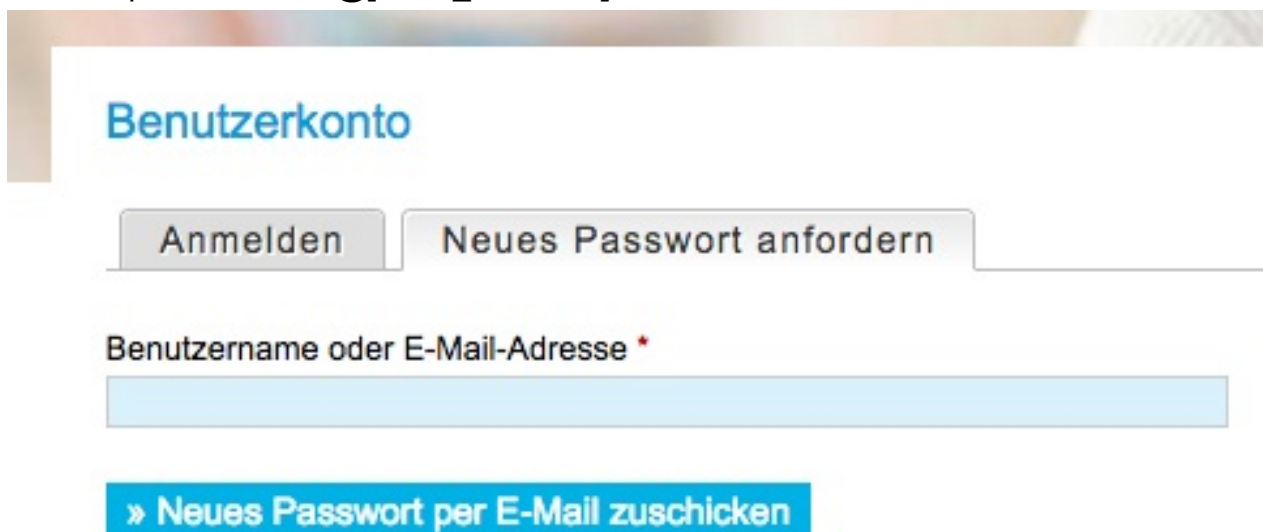 Benutzerkonto
Anmelden
Neues Passwort anfordern
Benutzername oder E-Mail-Adresse *
» Neues Passwort per E-Mail zuschicken